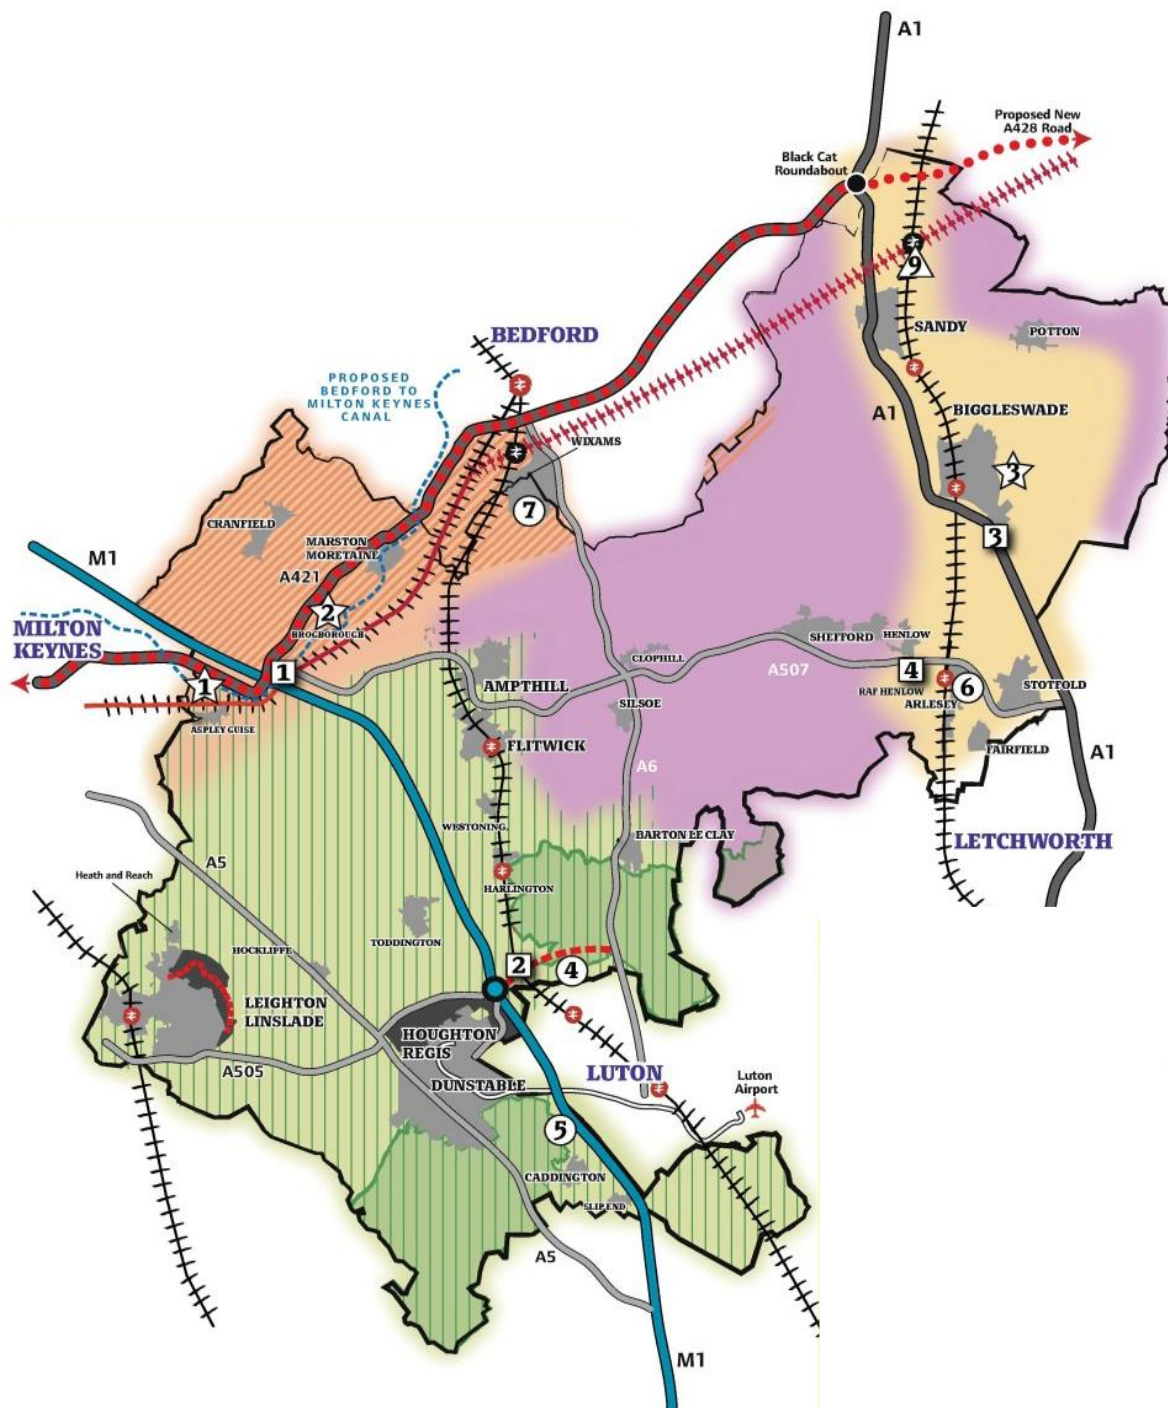 A1
Proposed New
A428 Road
Black Cat
Roundabout
9
SANDY
POTTON
BEDFORD
PROPOSED
BEDFORD TO
MILTON KEYNES
CANAL
A1
BIGGLESWADE
WIXAMS
3
7
CRANFIELD
MARSTON
MORETAINE
3
M1
A421
2
BROGBOROUGH
MILTON
KEYNES
1
1
SHEFFORD
HENLOW
CLOPHILL
A507
4
RAF HENLOW
6
STOTFOLD
ARLESEY
AMPTHILL
SILSOE
ASPLEY GUISE
FLITWICK
FAIRFIELD
A1
A6
WESTONING
BARTON LE CLAY
LETCHWORTH
A5
Heath and Reach
HARLINGTON
TODDINGTON
HOCKLIFFE
2
4
LEIGHTON
LINSLADE
HOUGHTON
REGIS
A505
DUNSTABLE
LUTON
Luton
Airport
5
CADDINGTON
SLIP END
A5
M1